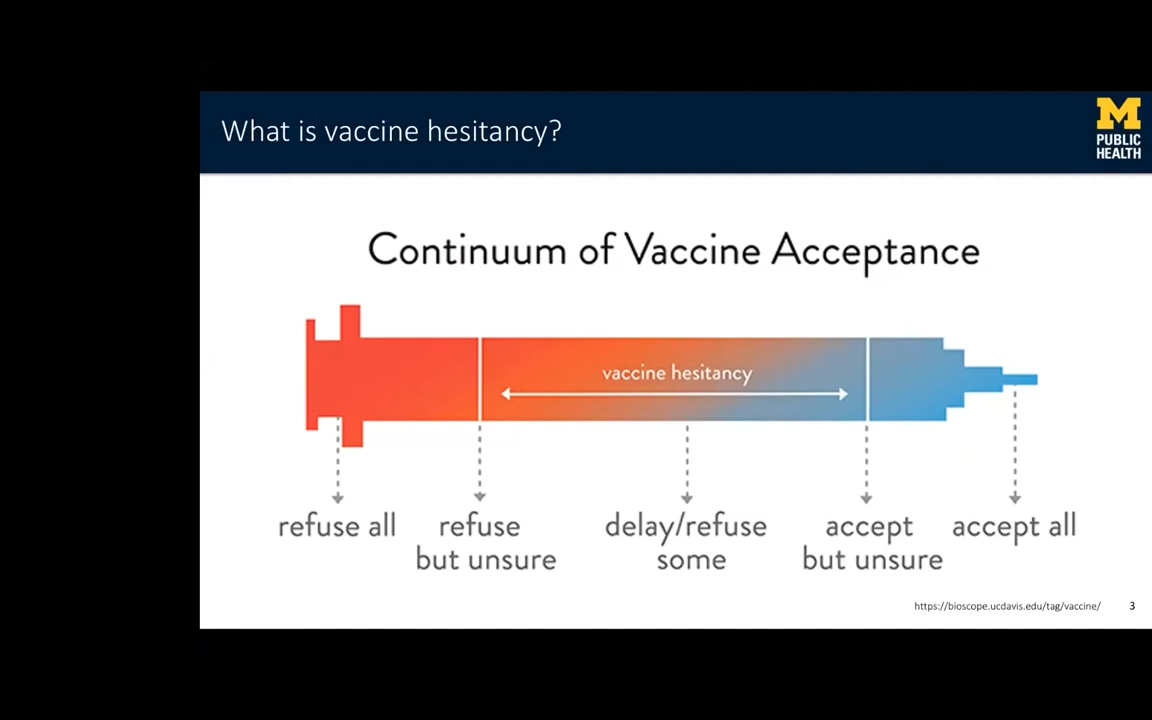 What is vaccine hesitancy?
M
PUBLIC
HEALTH
Continuum of Vaccine Acceptance
vaccine hesitancy
refuse all
refuse
but unsure
delay/refuse
some
accept
but unsure
accept all
https://bioscope.ucdavis.edu/tag/vaccine/
3